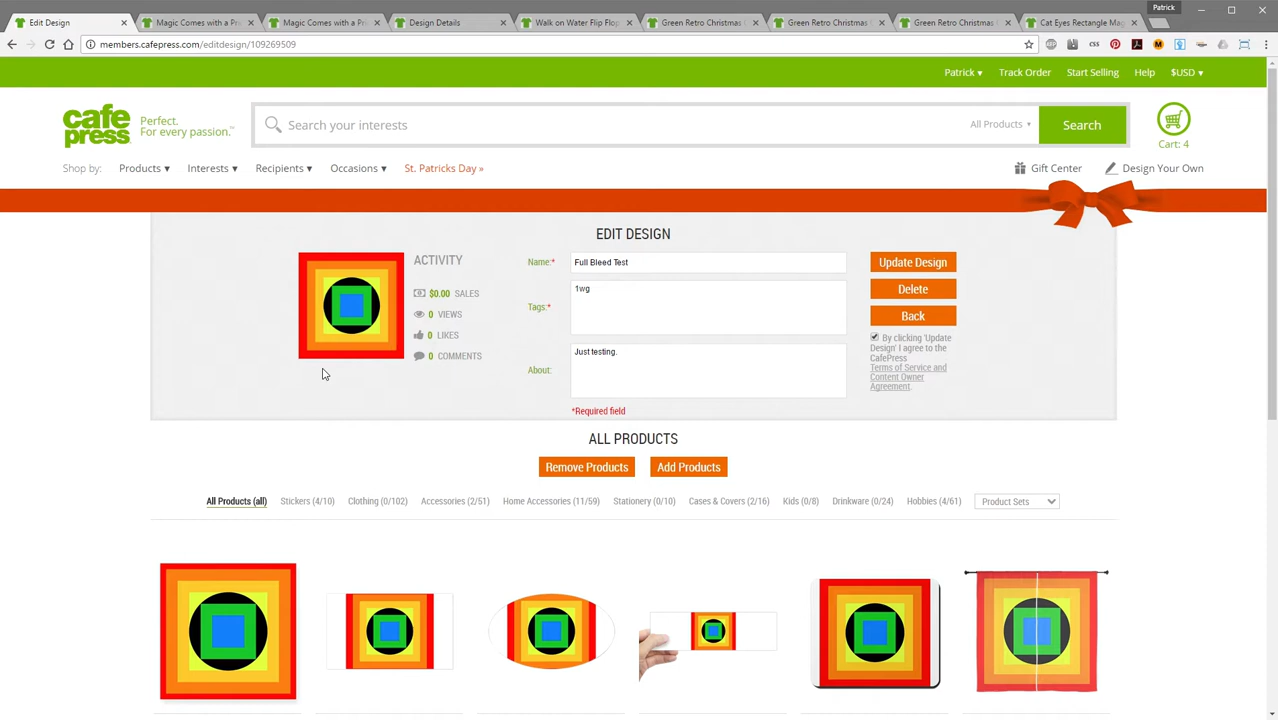 Patrick
Edit Design
Magic Comes with a Pri
Magic Comes with a Pri
Design Details
Walk on Water Flip Flop
Green Retro Christmas
Green Retro Christmas
Green Retro Christmas
Cat Eyes Rectangle Mag
members.cafepress.com/editdesign/109269509
Patrick ▾ Track Order Start Selling Help $USD ▾
cafe press Perfect. For every passion.™
Search your interests All Products ▾ Search
Cart: 4
Shop by: Products ▾ Interests ▾ Recipients ▾ Occasions ▾ St. Patricks Day » Gift Center Design Your Own
EDIT DESIGN
ACTIVITY
$0.00 SALES
0 VIEWS
0 LIKES
0 COMMENTS
Name:* Full Bleed Test
Tags:* 1wg
About: Just testing.
*Required field
Update Design
Delete
Back
By clicking 'Update
Design' I agree to the
CafePress
Terms of Service and
Content Owner
Agreement.
ALL PRODUCTS
Remove Products Add Products
All Products (all) Stickers (4/10) Clothing (0/102) Accessories (2/51) Home Accessories (11/59) Stationery (0/10) Cases & Covers (2/16) Kids (0/8) Drinkware (0/24) Hobbies (4/61) Product Sets